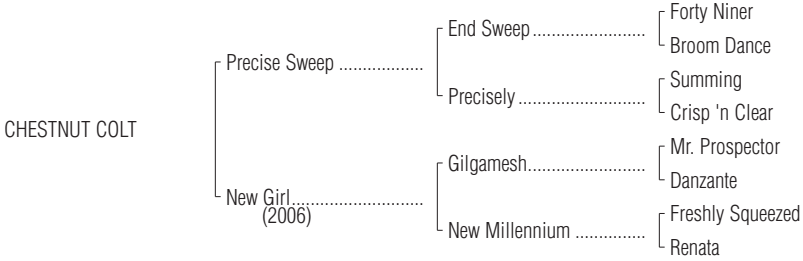 Forty Niner
End Sweep........................
Broom Dance
Precise Sweep ..................
Summing
Precisely...........................
Crisp 'n Clear
CHESTNUT COLT
Mr. Prospector
Gilgamesh.........................
Danzante
New Girl............................
(2006)
Freshly Squeezed
New Millennium ...............
Renata